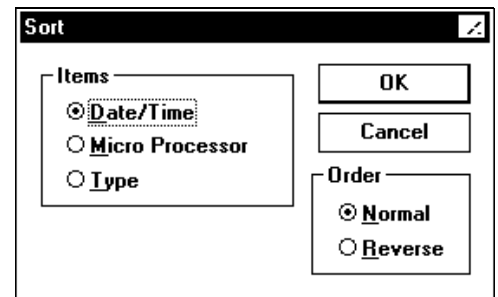 Sort
Items
Date/Time
Micro Processor
Type
OK
Cancel
Order
Normal
Reverse